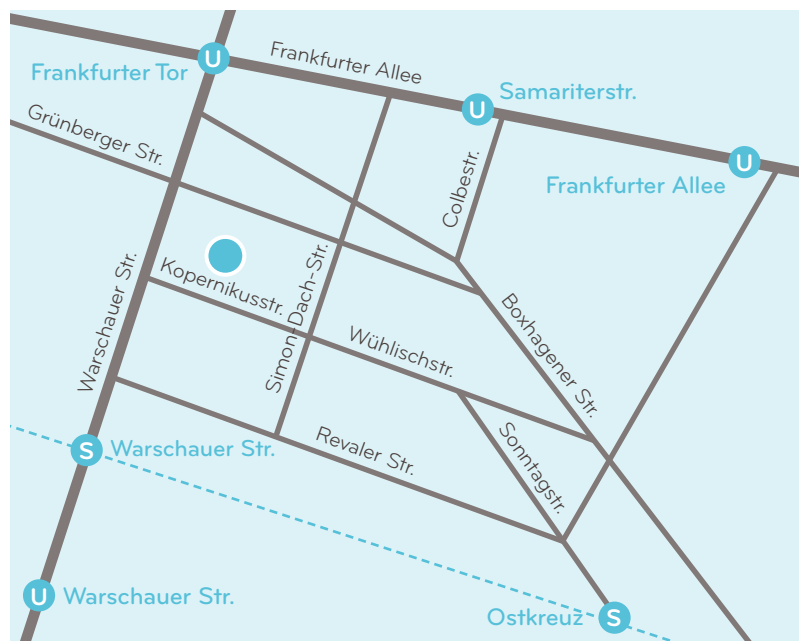 U
Frankfurter Tor
Frankfurter Allee
U
Samariterstr.
Grünberger Str.
Colbestr.
U
Frankfurter Allee
Kopernikusstr.
Simon-Dach-Str.
Warschauer Str.
Wühlischstr.
Boxhagener Str.
S
Warschauer Str.
Revaler Str.
Sonntagstr.
U
Warschauer Str.
Ostkreuz
S